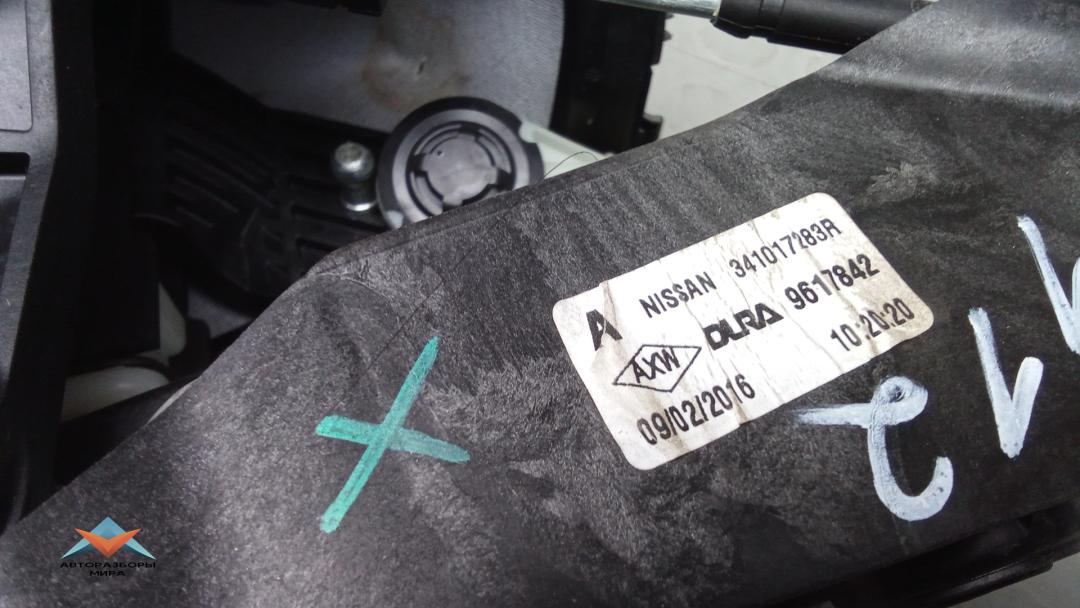 A NISSAN 341017283R
AXW DURA 9617842
09/02/2016 10:20:20
АВТОРАЗБОРЫ
МИРА